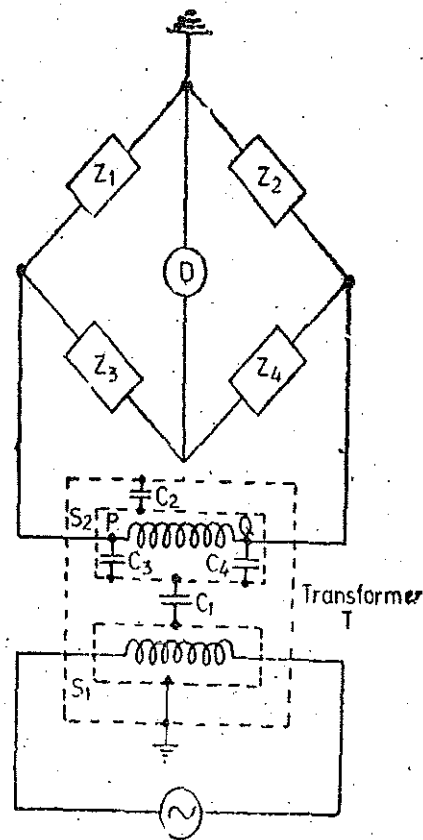 Z1 Z2
D
Z3 Z4
C2
S2 P Q
C3 C4
C1
Transformer
T
S1